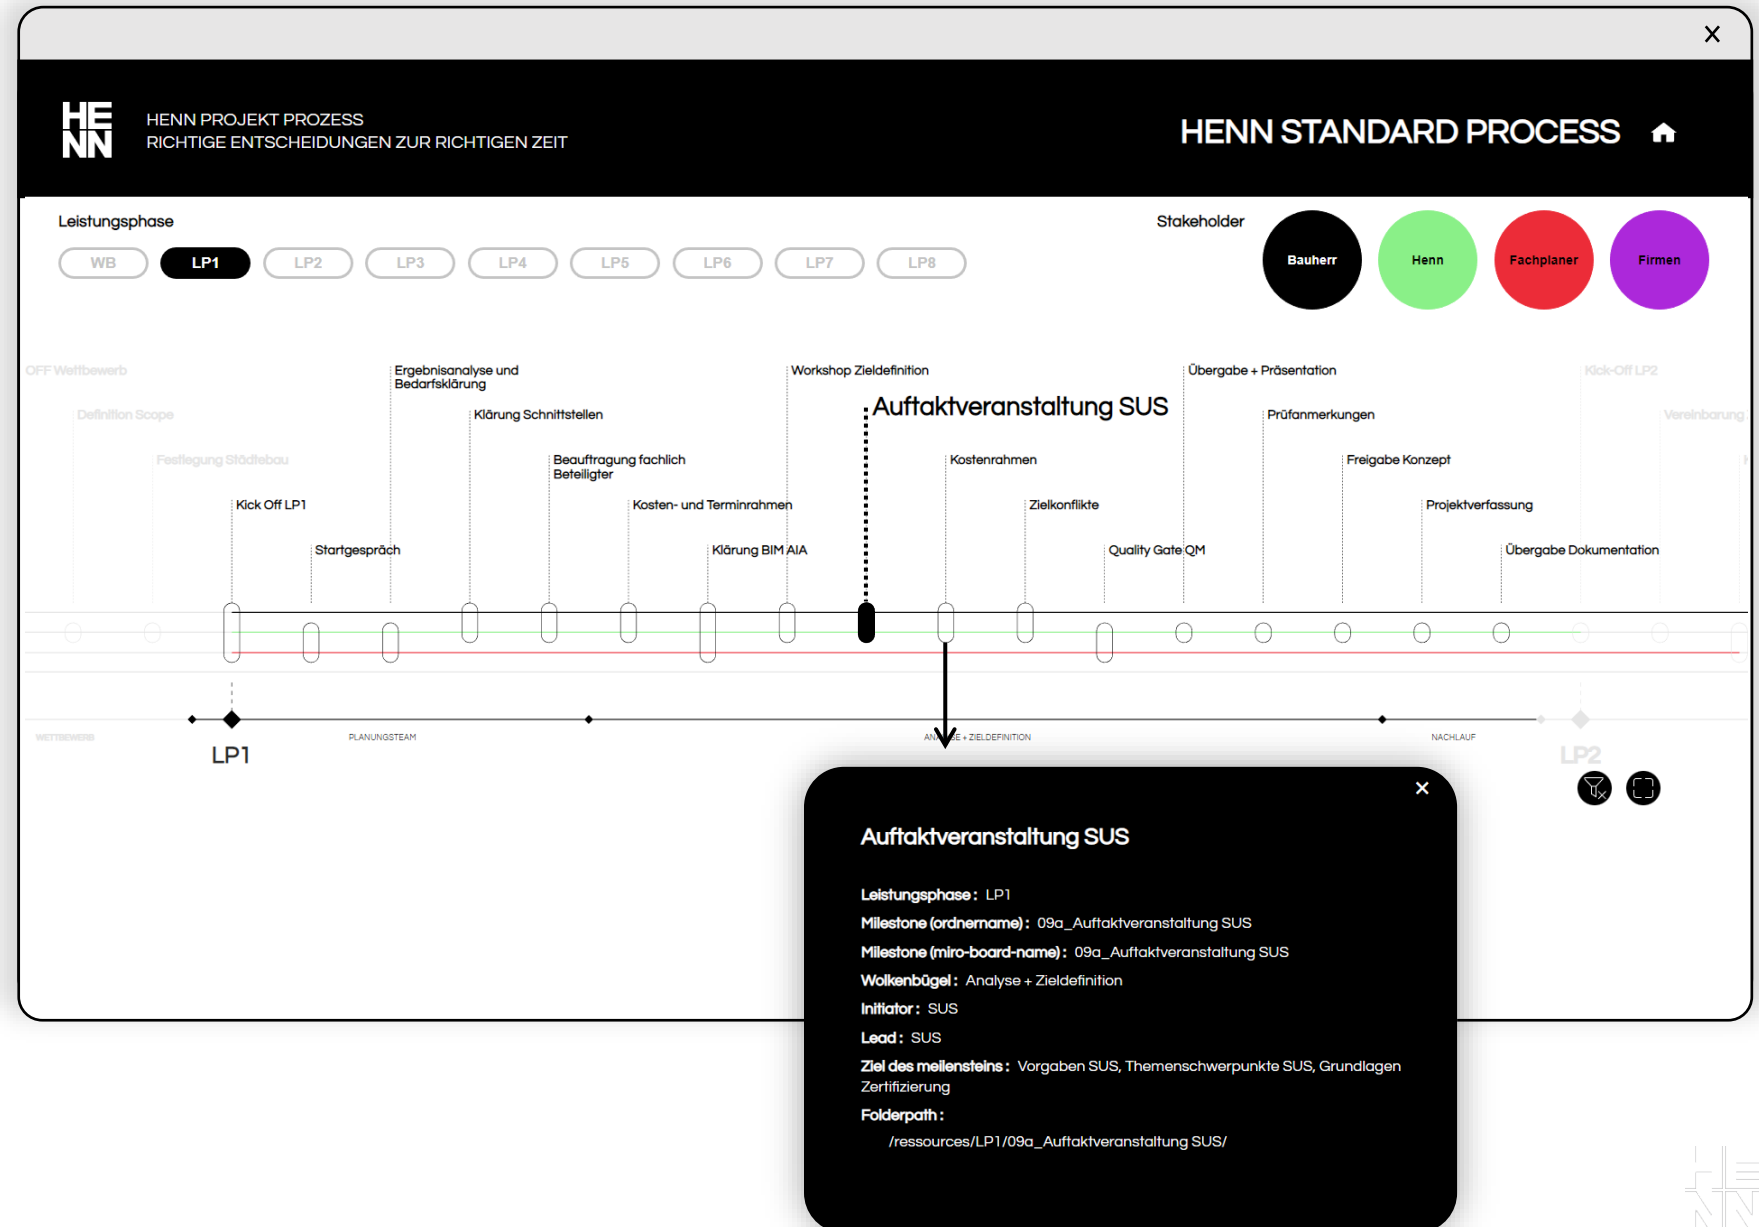 X
HE
NN
HENN PROJEKT PROZESS
RICHTIGE ENTSCHEIDUNGEN ZUR RICHTIGEN ZEIT
HENN STANDARD PROCESS
Leistungsphase
WB
LP1
LP2
LP3
LP4
LP5
LP6
LP7
LP8
Stakeholder
Bauherr
Henn
Fachplaner
Firmen
OFF Wettbewerb
Ergebnisanalyse und
Bedarfsklärung
Workshop Zieldefinition
Übergabe + Präsentation
Kick-Off LP2
Definition Scope
Klärung Schnittstellen
Auftaktveranstaltung SUS
Prüfanmerkungen
Vereinbarung
Festlegung Städtebau
Beauftragung fachlich
Beteiligter
Kostenrahmen
Freigabe Konzept
Kick Off LP1
Kosten- und Terminrahmen
Zielkonflikte
Projektverfassung
Startgespräch
Klärung BIM AIA
Quality Gate QM
Übergabe Dokumentation
WETTBEWERB
PLANUNGSTEAM
ANALYSE + ZIELDEFINITION
NACHLAUF
LP1
LP2
Auftaktveranstaltung SUS
Leistungsphase : LP1
Milestone (ordnername) : 09a_Auftaktveranstaltung SUS
Milestone (miro-board-name) : 09a_Auftaktveranstaltung SUS
Wolkenbügel : Analyse + Zieldefinition
Initiator : SUS
Lead : SUS
Ziel des meilensteins : Vorgaben SUS, Themenschwerpunkte SUS, Grundlagen
Zertifizierung
Folderpath :
/ressources/LP1/09a_Auftaktveranstaltung SUS/
HE
NN